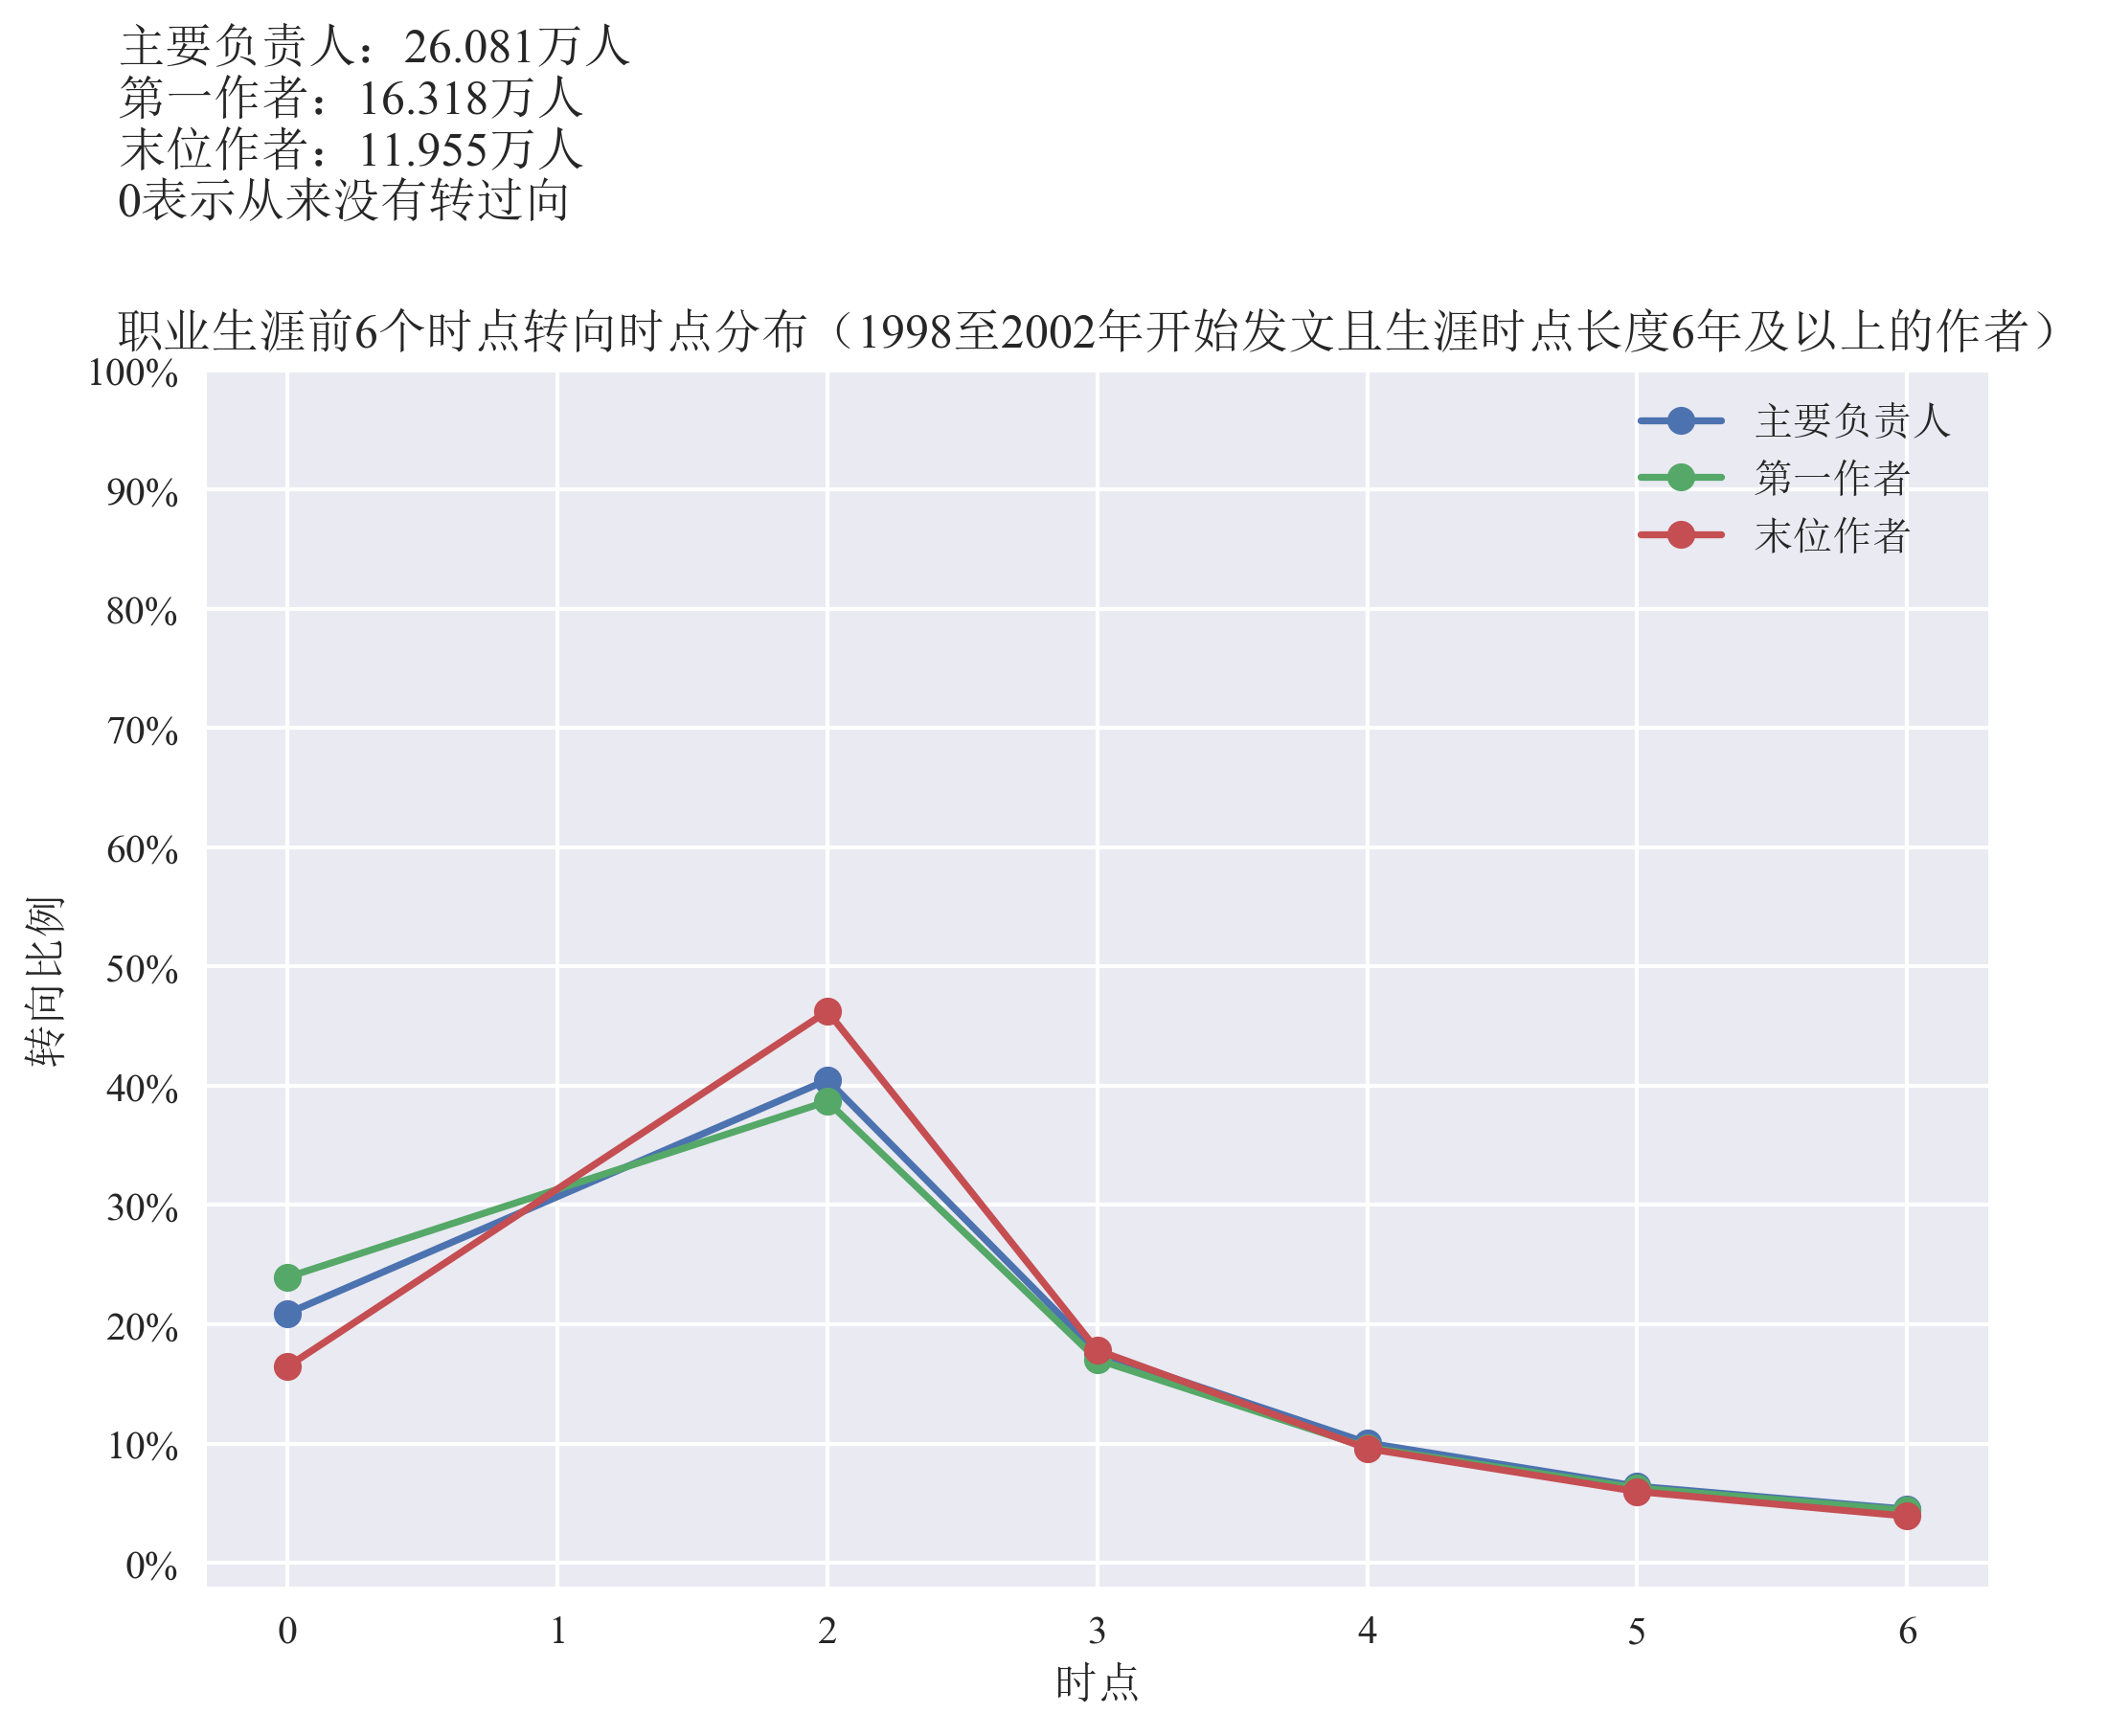 主要负责人：26.081万人
第一作者：16.318万人
末位作者：11.955万人
0表示从来没有转过向
职业生涯前6个时点转向时点分布（1998至2002年开始发文且生涯时点长度6年及以上的作者）
100%
90%
80%
70%
60%
50%
40%
30%
20%
10%
0%
转向比例
主要负责人
第一作者
末位作者
0 1 2 3 4 5 6
时点